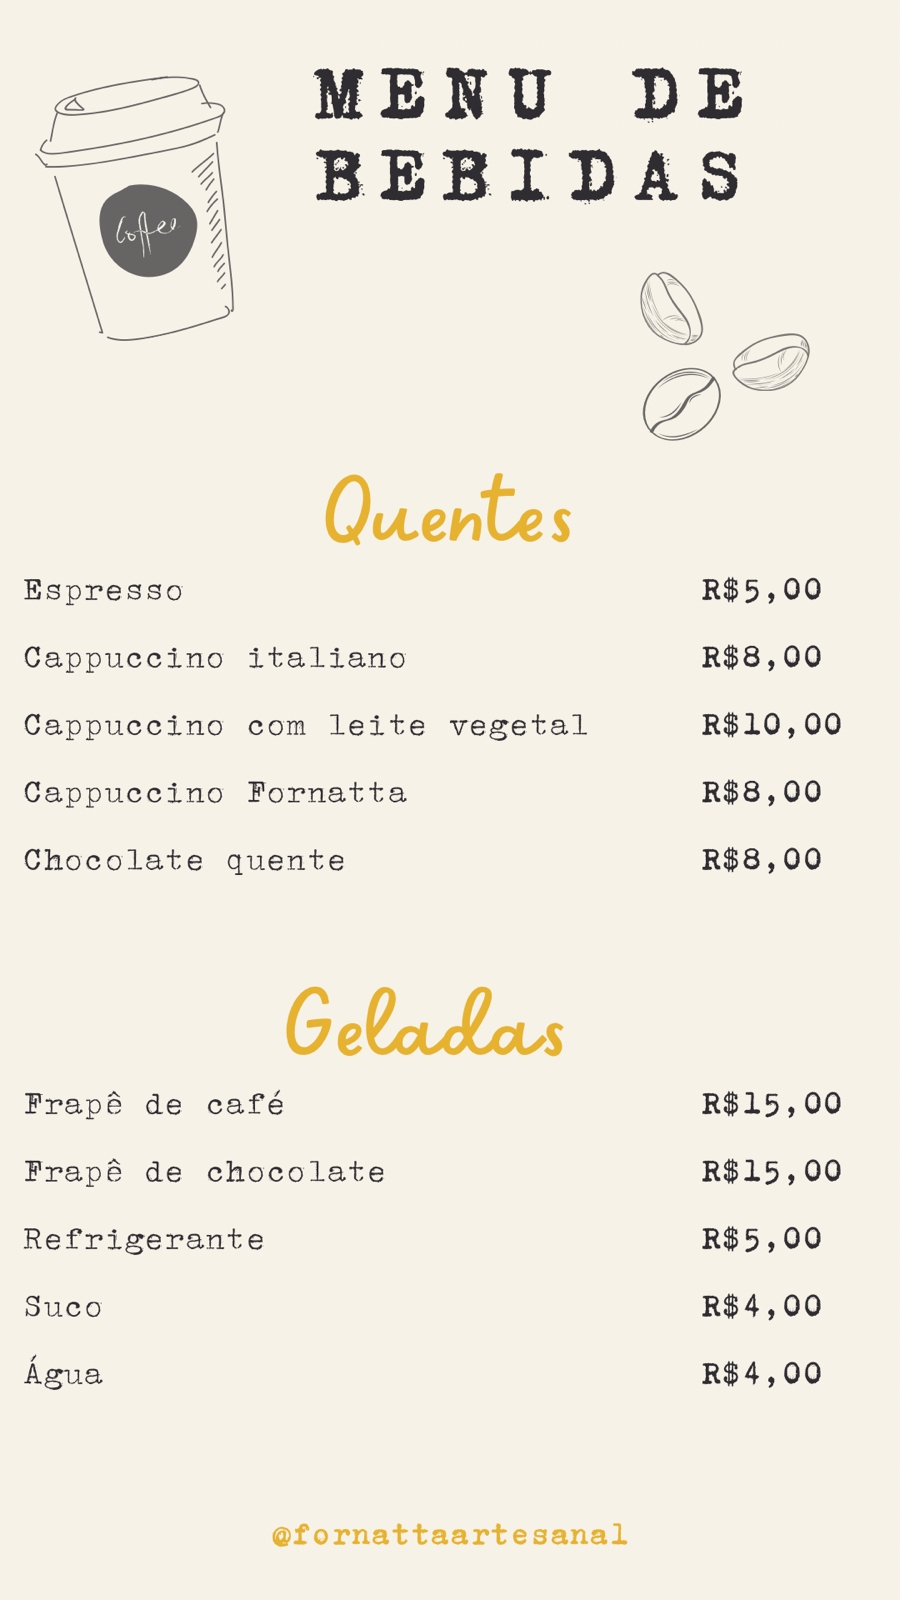 MENU DE
BEBIDAS
Coffee
Quentes
Espresso R$5,00
Cappuccino italiano R$8,00
Cappuccino com leite vegetal R$10,00
Cappuccino Fornatta R$8,00
Chocolate quente R$8,00
Geladas
Frapê de café R$15,00
Frapê de chocolate R$15,00
Refrigerante R$5,00
Suco R$4,00
Água R$4,00
@fornattaartesanal